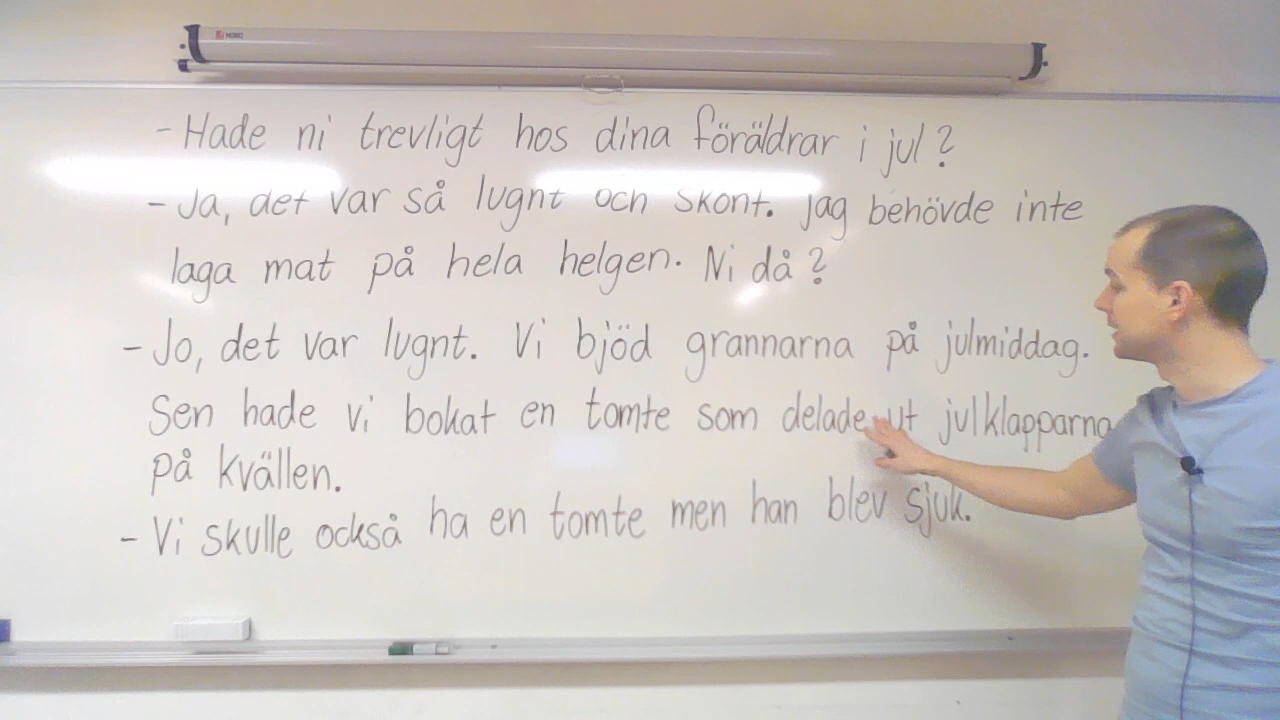 - Hade ni trevligt hos dina föräldrar i jul?
- Ja, det var så lugnt och skönt. jag behövde inte
laga mat på hela helgen. Ni då?
- Jo, det var lugnt. Vi bjöd grannarna på julmiddag.
Sen hade vi bokat en tomte som delade ut julklapparna
på kvällen.
- Vi skulle också ha en tomte men han blev sjuk.